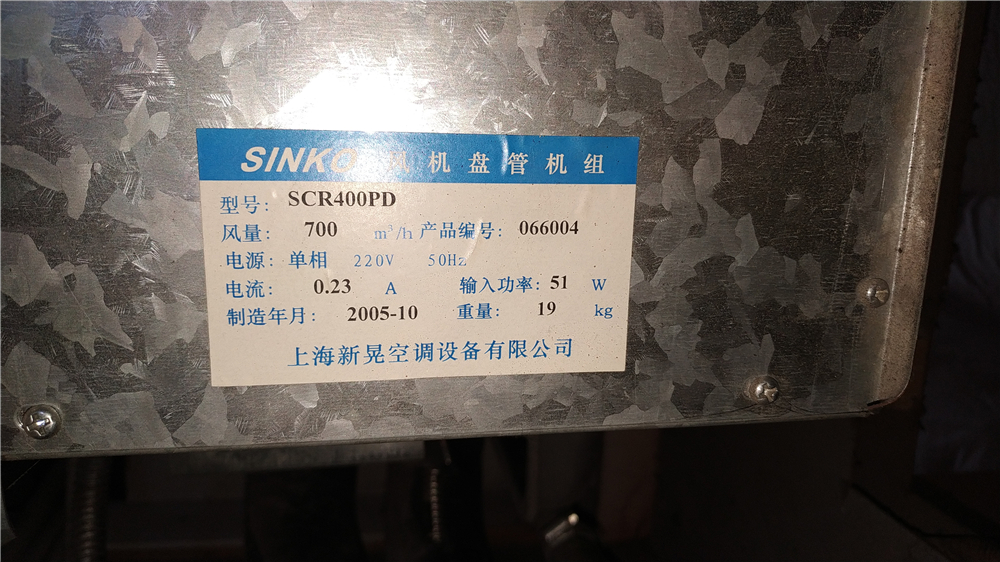 SINKO 风机盘管机组
型号: SCR400PD
风量: 700 m³/h 产品编号: 066004
电源: 单相 220V 50Hz
电流: 0.23 A 输入功率: 51 W
制造年月: 2005-10 重量: 19 kg
上海新晃空调设备有限公司